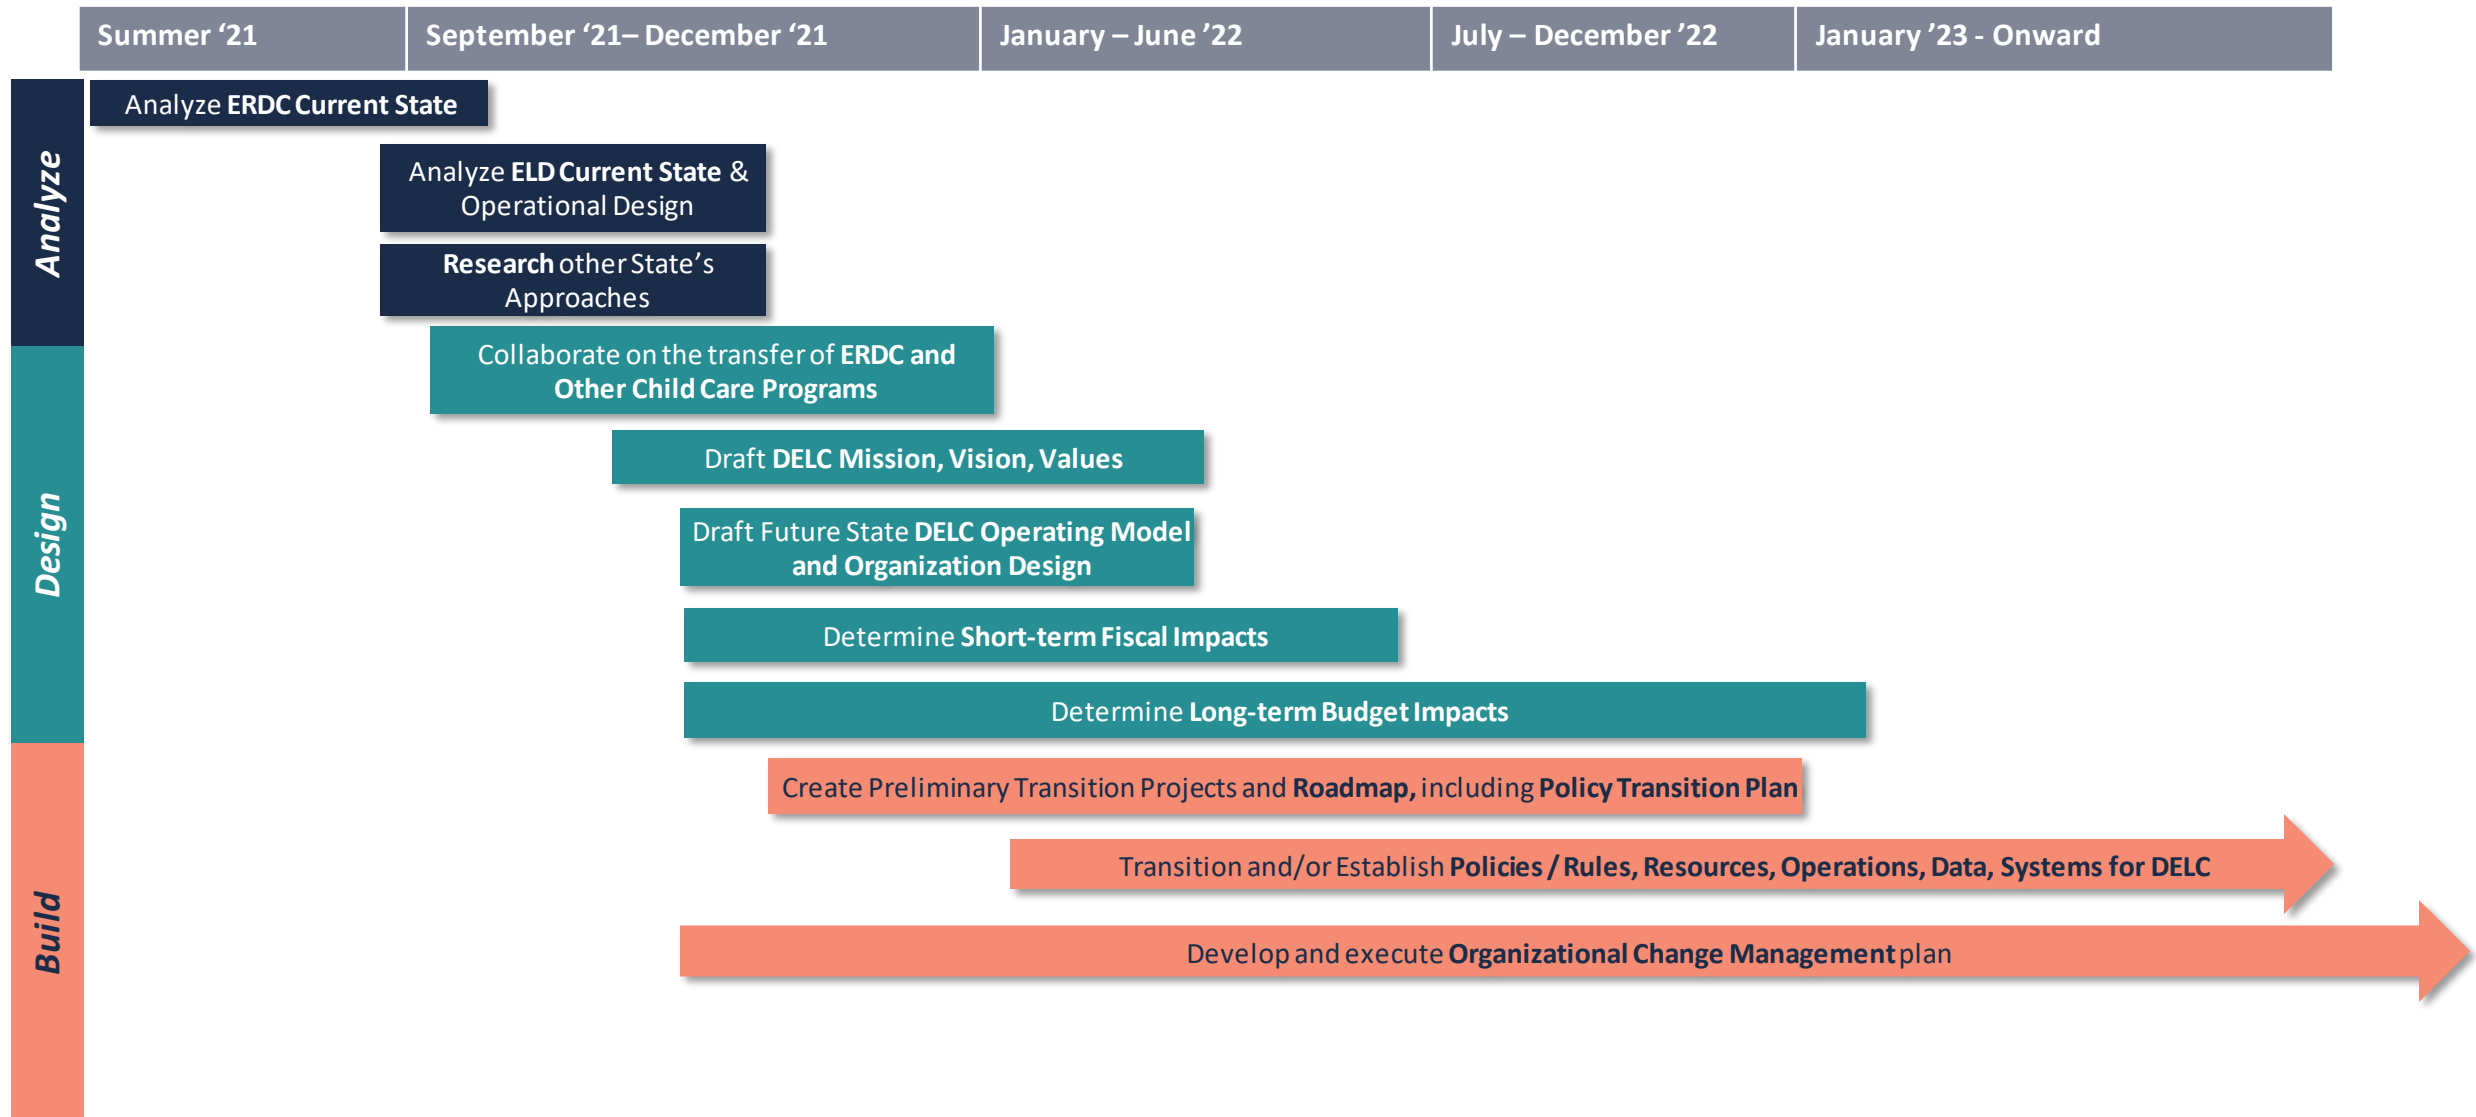 Summer ‘21
September ‘21– December ‘21
January – June ’22
July – December ’22
January ’23 - Onward
Analyze
Analyze ERDC Current State
Analyze ELD Current State &
Operational Design
Research other State’s
Approaches
Design
Collaborate on the transfer of ERDC and
Other Child Care Programs
Draft DELC Mission, Vision, Values
Draft Future State DELC Operating Model
and Organization Design
Determine Short-term Fiscal Impacts
Determine Long-term Budget Impacts
Build
Create Preliminary Transition Projects and Roadmap, including Policy Transition Plan
Transition and/or Establish Policies / Rules, Resources, Operations, Data, Systems for DELC
Develop and execute Organizational Change Management plan